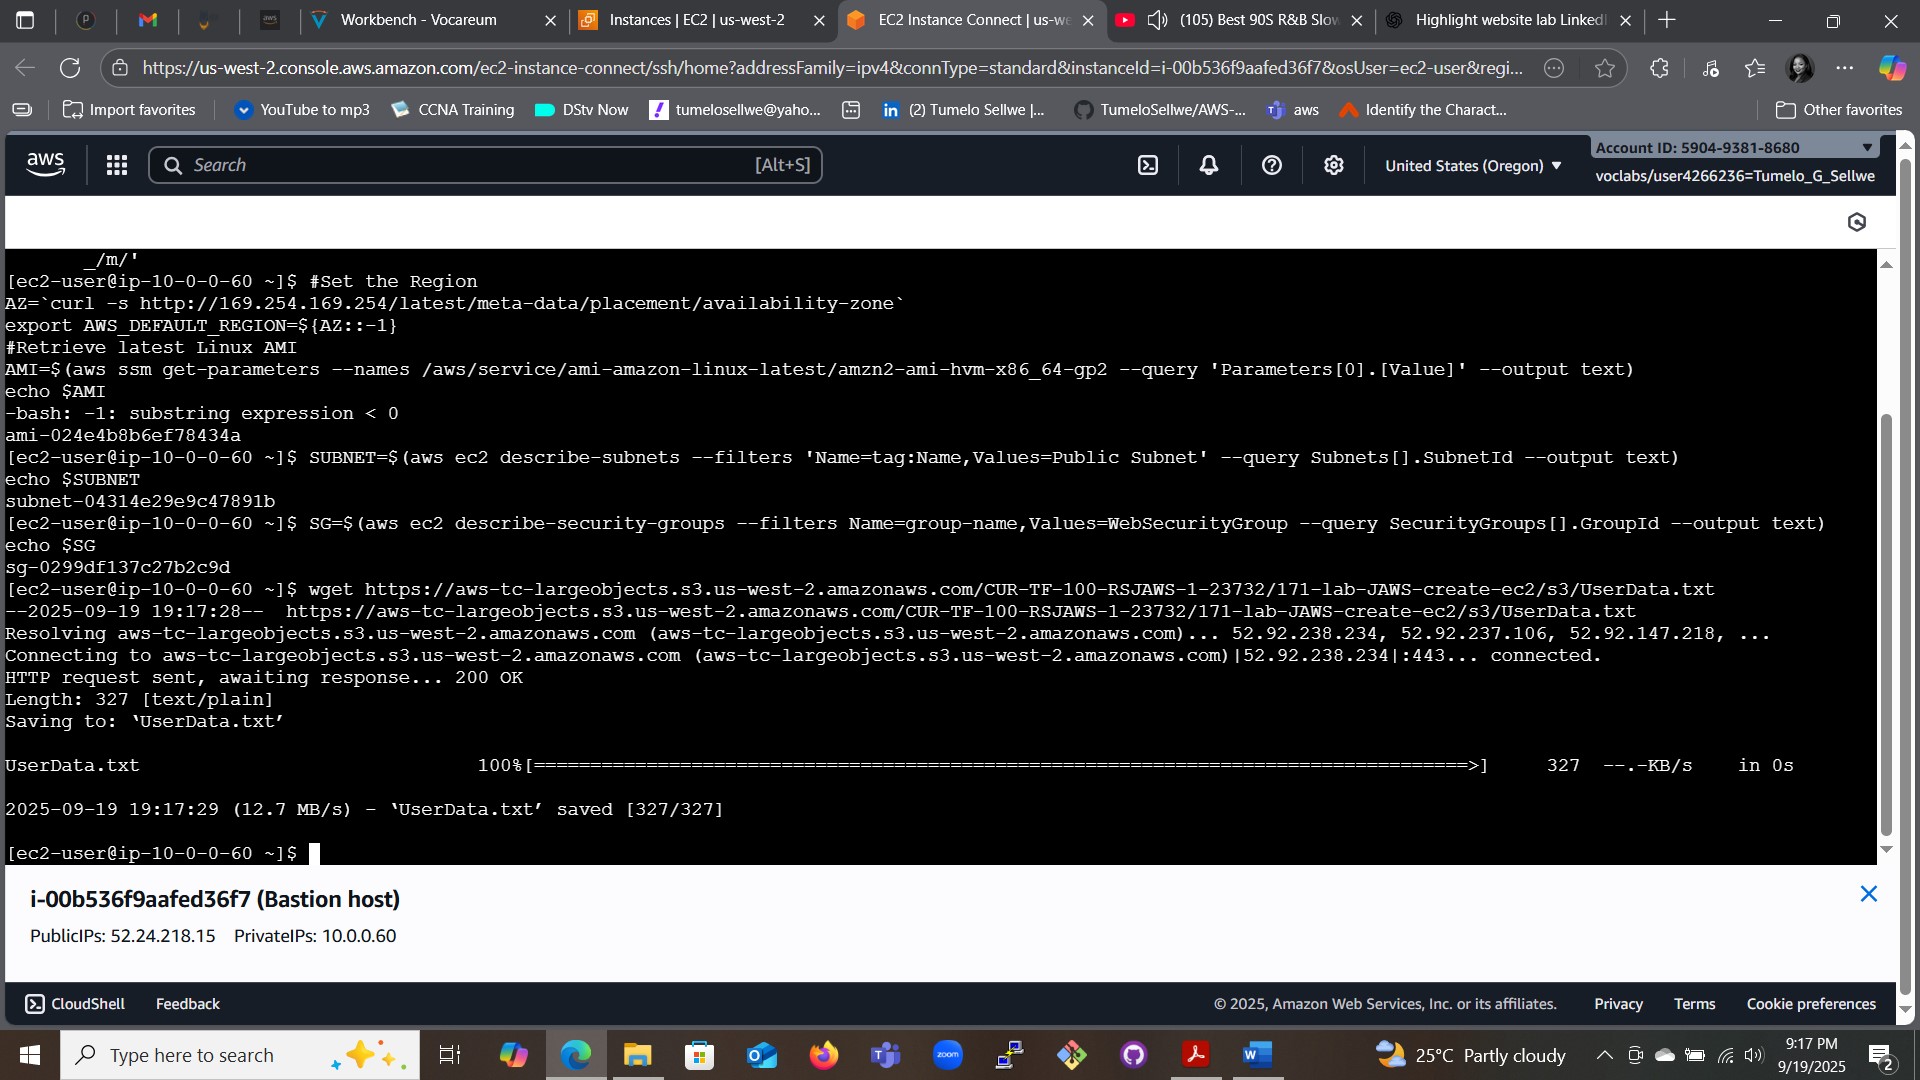 Workbench - Vocareum
Instances | EC2 | us-west-2
EC2 Instance Connect | us-we
(105) Best 90S R&B Slow
Highlight website lab LinkedI
https://us-west-2.console.aws.amazon.com/ec2-instance-connect/ssh/home?addressFamily=ipv4&connType=standard&instanceId=i-00b536f9aafed36f7&osUser=ec2-user&regi...
Import favorites
YouTube to mp3
CCNA Training
DStv Now
tumelosellwe@yaho...
(2) Tumelo Sellwe |...
TumeloSellwe/AWS-...
aws
Identify the Charact...
Other favorites
aws
Search
[Alt+S]
United States (Oregon)
Account ID: 5904-9381-8680
voclabs/user4266236=Tumelo_G_Sellwe
_/m/'
[ec2-user@ip-10-0-0-60 ~]$ #Set the Region
AZ=`curl -s http://169.254.169.254/latest/meta-data/placement/availability-zone`
export AWS_DEFAULT_REGION=${AZ::-1}
#Retrieve latest Linux AMI
AMI=$(aws ssm get-parameters --names /aws/service/ami-amazon-linux-latest/amzn2-ami-hvm-x86_64-gp2 --query 'Parameters[0].[Value]' --output text)
echo $AMI
-bash: -1: substring expression < 0
ami-024e4b8b6ef78434a
[ec2-user@ip-10-0-0-60 ~]$ SUBNET=$(aws ec2 describe-subnets --filters 'Name=tag:Name,Values=Public Subnet' --query Subnets[].SubnetId --output text)
echo $SUBNET
subnet-04314e29e9c47891b
[ec2-user@ip-10-0-0-60 ~]$ SG=$(aws ec2 describe-security-groups --filters Name=group-name,Values=WebSecurityGroup --query SecurityGroups[].GroupId --output text)
echo $SG
sg-0299df137c27b2c9d
[ec2-user@ip-10-0-0-60 ~]$ wget https://aws-tc-largeobjects.s3.us-west-2.amazonaws.com/CUR-TF-100-RSJAWS-1-23732/171-lab-JAWS-create-ec2/s3/UserData.txt
--2025-09-19 19:17:28--  https://aws-tc-largeobjects.s3.us-west-2.amazonaws.com/CUR-TF-100-RSJAWS-1-23732/171-lab-JAWS-create-ec2/s3/UserData.txt
Resolving aws-tc-largeobjects.s3.us-west-2.amazonaws.com (aws-tc-largeobjects.s3.us-west-2.amazonaws.com)... 52.92.238.234, 52.92.237.106, 52.92.147.218, ...
Connecting to aws-tc-largeobjects.s3.us-west-2.amazonaws.com (aws-tc-largeobjects.s3.us-west-2.amazonaws.com)|52.92.238.234|:443... connected.
HTTP request sent, awaiting response... 200 OK
Length: 327 [text/plain]
Saving to: ‘UserData.txt’
UserData.txt 100%[===================================================================================>] 327 --.-KB/s in 0s
2025-09-19 19:17:29 (12.7 MB/s) - ‘UserData.txt’ saved [327/327]
[ec2-user@ip-10-0-0-60 ~]$
i-00b536f9aafed36f7 (Bastion host)
PublicIPs: 52.24.218.15 PrivateIPs: 10.0.0.60
CloudShell
Feedback
© 2025, Amazon Web Services, Inc. or its affiliates.
Privacy
Terms
Cookie preferences
Type here to search
zoom
25°C Partly cloudy
9:17 PM
9/19/2025
2